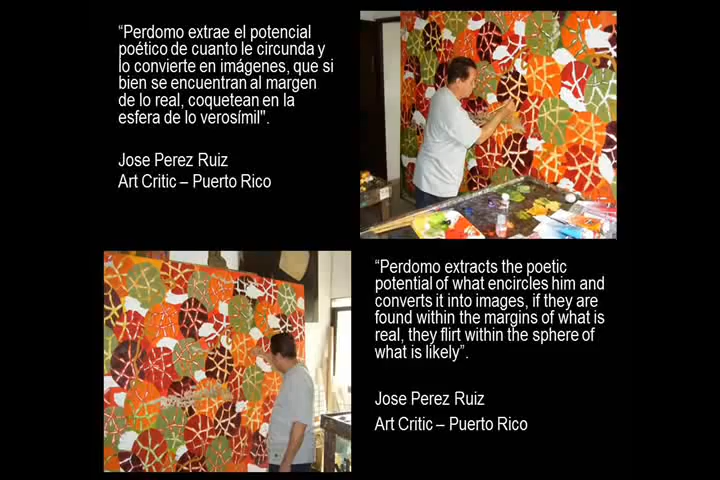 “Perdomo extrae el potencial
poético de cuanto le circunda y
lo convierte en imágenes, que si
bien se encuentran al margen
de lo real, coquetean en la
esfera de lo verosímil".
Jose Perez Ruiz
Art Critic – Puerto Rico
“Perdomo extracts the poetic
potential of what encircles him and
converts it into images, if they are
found within the margins of what is
real, they flirt within the sphere of
what is likely”.
Jose Perez Ruiz
Art Critic – Puerto Rico